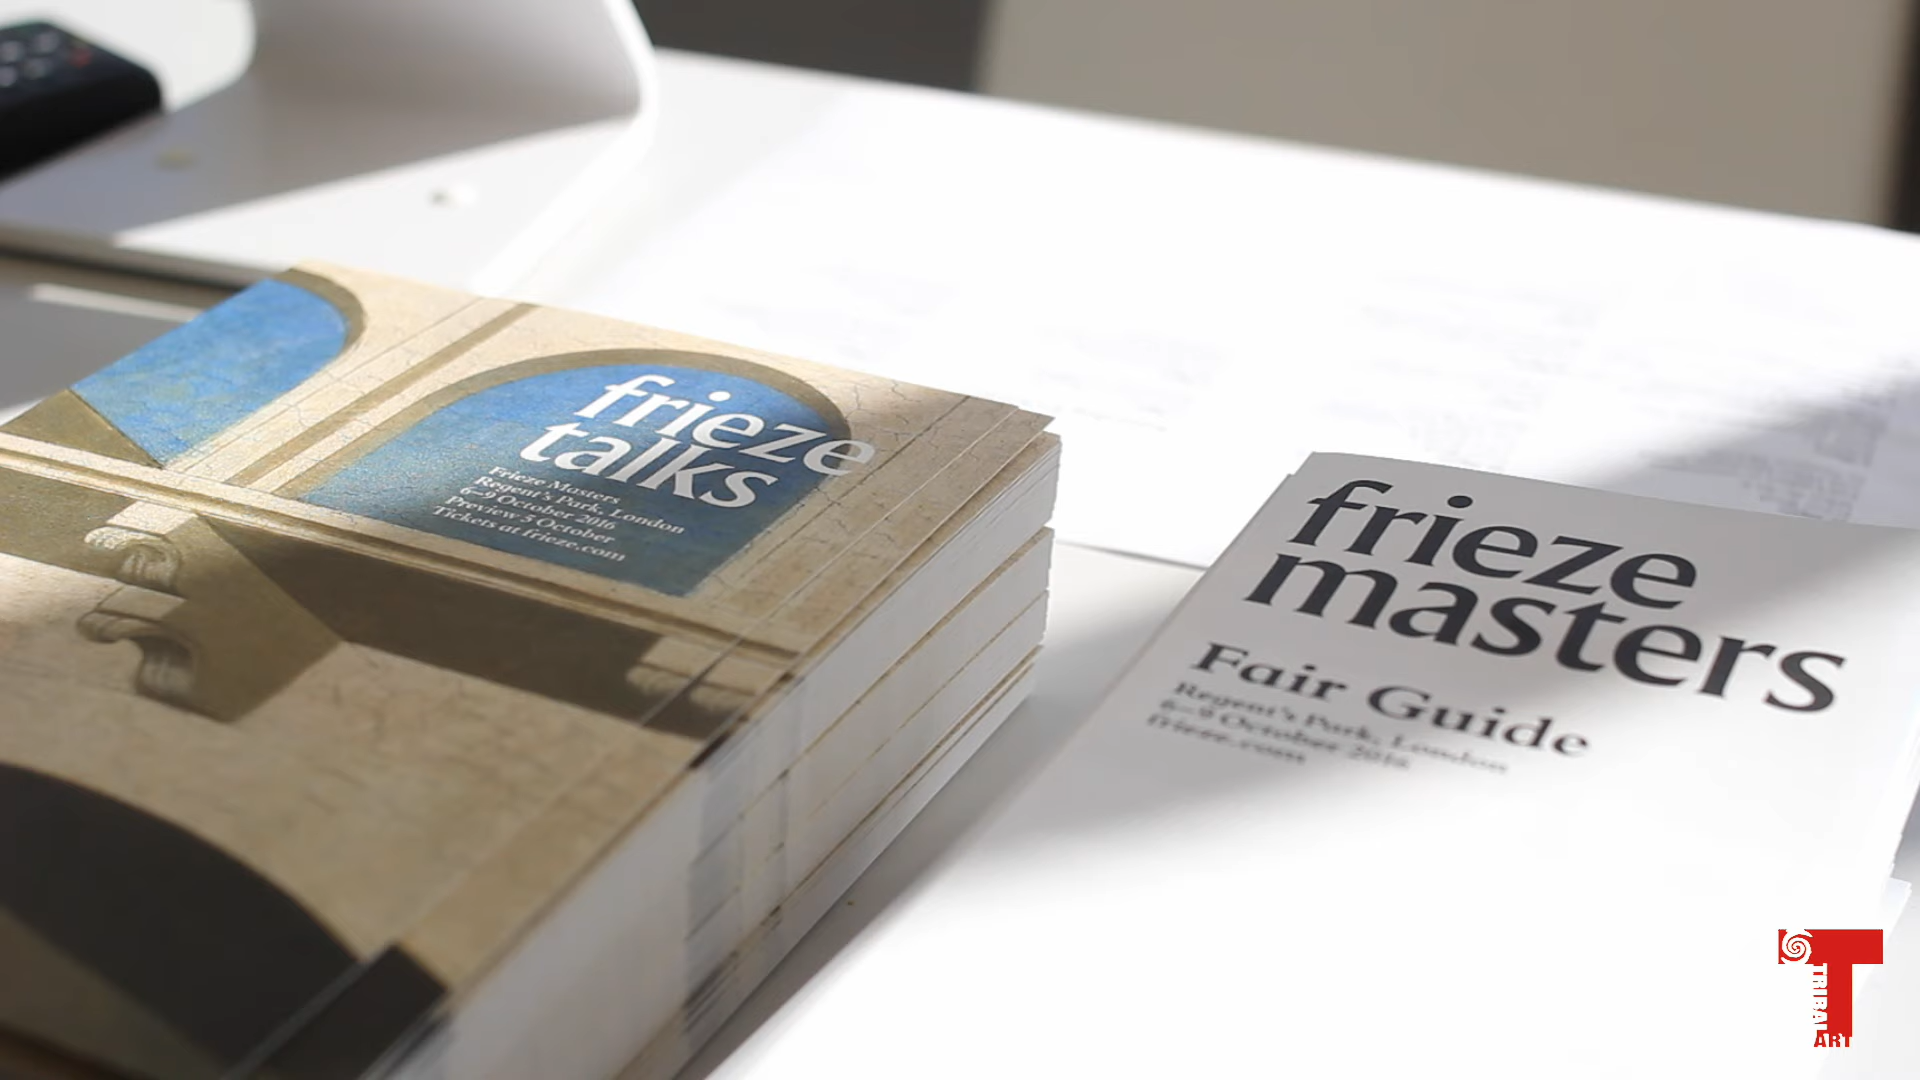 frieze
talks
Frieze Masters
Regent's Park, London
6–9 October 2016
Preview 5 October
Tickets at frieze.com
frieze
masters
Fair Guide
Regent's Park, London
6–9 October 2016
frieze.com
T
TRIBAL
ART